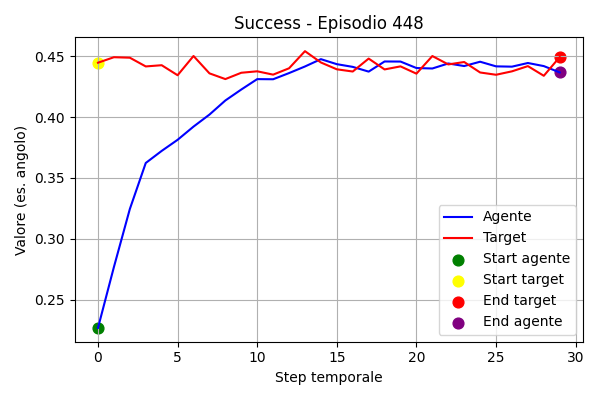 Success - Episodio 448
Valore (es. angolo)
0.45
0.40
0.35
0.30
0.25
0 5 10 15 20 25 30
Step temporale
Agente
Target
Start agente
Start target
End target
End agente